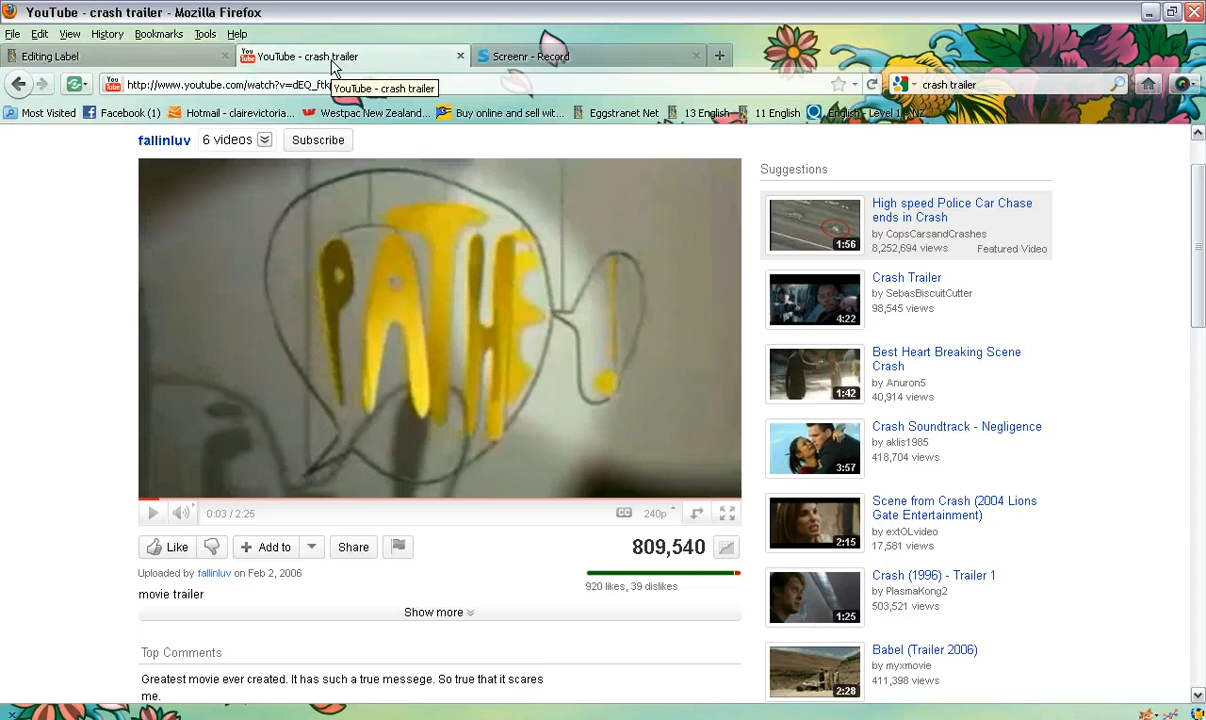 YouTube - crash trailer - Mozilla Firefox
File Edit View History Bookmarks Tools Help
Editing Label
You Tube YouTube - crash trailer
Screenr - Record
http://www.youtube.com/watch?v=dEQ_ftk
crash trailer
YouTube - crash trailer
Most Visited Facebook (1) Hotmail - clairevictoria... Westpac New Zealand... Buy online and sell wit... Eggstranet Net 13 English 11 English English - Level 1 - NZ...
fallinluv 6 videos Subscribe
PATHE!
0:03 / 2:25 CC 240p
Like Add to Share
809,540
Uploaded by fallinluv on Feb 2, 2006
920 likes, 39 dislikes
movie trailer
Show more
Top Comments
Greatest movie ever created. It has such a true messege. So true that it scares
me.
Suggestions
1:56
High speed Police Car Chase
ends in Crash
by CopsCarsandCrashes
8,252,694 views Featured Video
4:22
Crash Trailer
by SebasBiscuitCutter
98,545 views
1:42
Best Heart Breaking Scene
Crash
by Anuron5
40,914 views
3:57
Crash Soundtrack - Negligence
by aklis1985
418,704 views
2:15
Scene from Crash (2004 Lions
Gate Entertainment)
by extOLvideo
17,581 views
1:25
Crash (1996) - Trailer 1
by PlasmaKong2
503,521 views
2:28
Babel (Trailer 2006)
by myxmovie
411,398 views